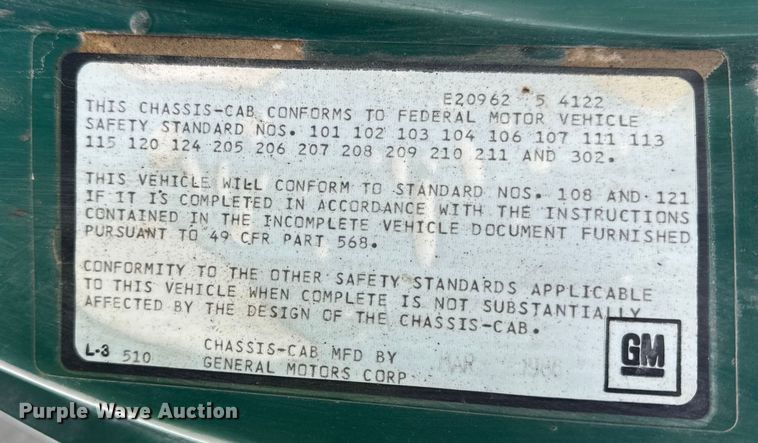 E20962 5 4122
THIS CHASSIS-CAB CONFORMS TO FEDERAL MOTOR VEHICLE
SAFETY STANDARD NOS. 101 102 103 104 106 107 111 113
115 120 124 205 206 207 208 209 210 211 AND 302.
THIS VEHICLE WILL CONFORM TO STANDARD NOS. 108 AND 121
IF IT IS COMPLETED IN ACCORDANCE WITH THE INSTRUCTIONS
CONTAINED IN THE INCOMPLETE VEHICLE DOCUMENT FURNISHED
PURSUANT TO 49 CFR PART 568.
CONFORMITY TO THE OTHER SAFETY STANDARDS APPLICABLE
TO THIS VEHICLE WHEN COMPLETE IS NOT SUBSTANTIALLY
AFFECTED BY THE DESIGN OF THE CHASSIS-CAB.
L-3 510 CHASSIS-CAB MFD BY MAR
GENERAL MOTORS CORP
GM
Purple Wave Auction